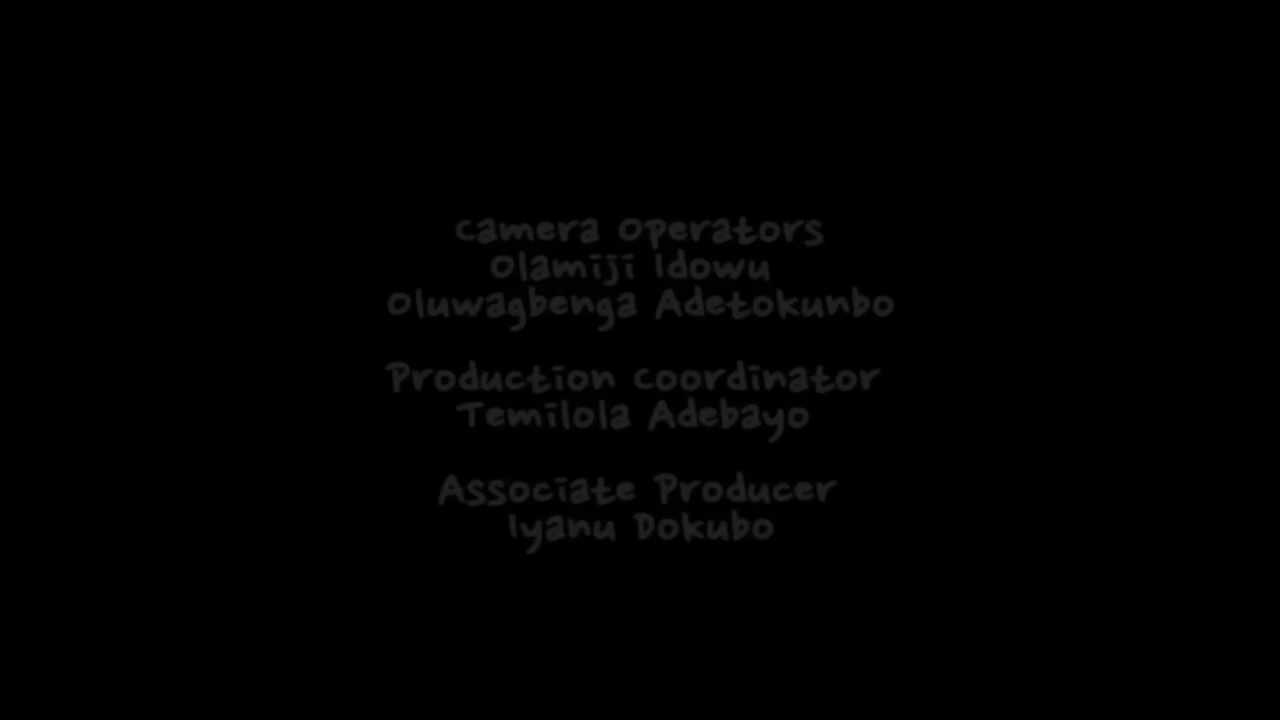 Camera Operators
Olamiji Idowu
Oluwagbenga Adetokunbo
Production Coordinator
Temilola Adebayo
Associate Producer
Iyanu Dokubo